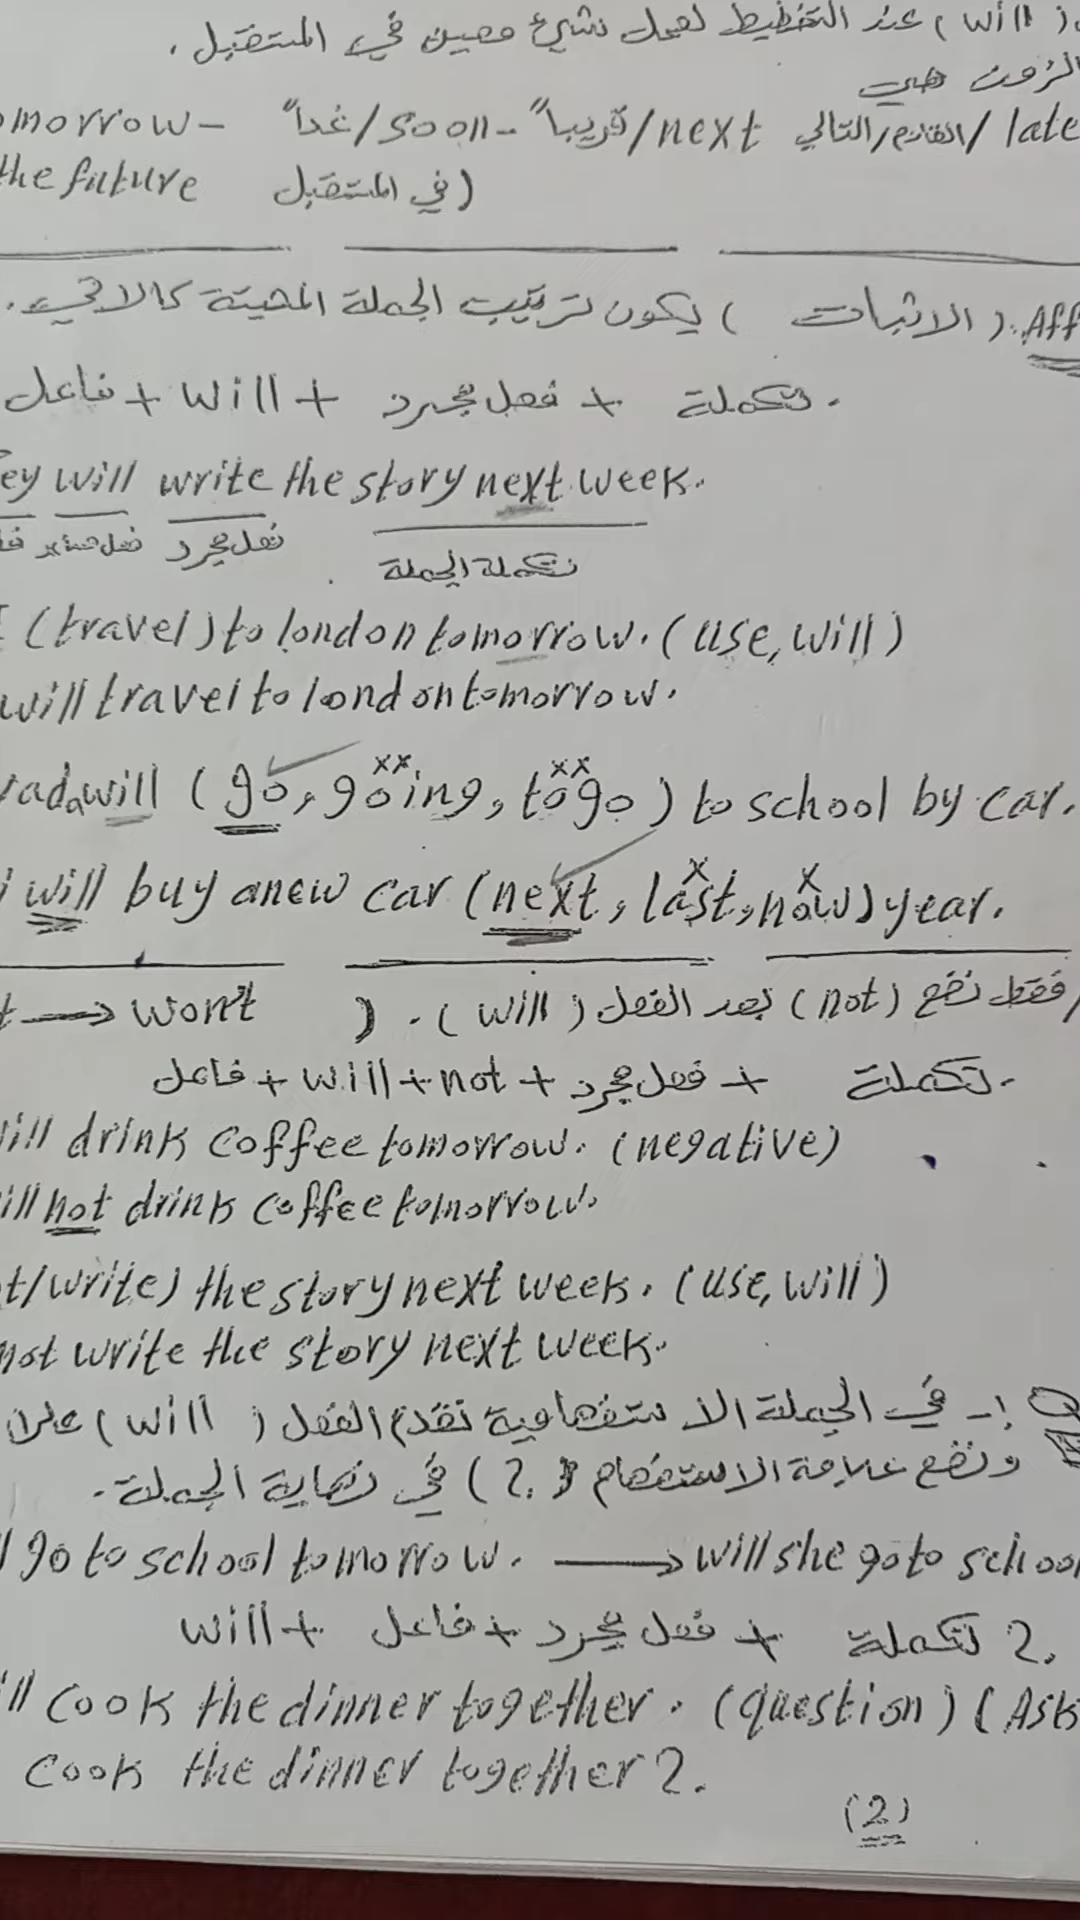 (will) عند التخطيط لعمل شيء معين في المستقبل.
هي
omorrow- غداً/soon- قريباً/next القادم/التالي/late
the future في المستقبل)
Aff.. (الاثبات) يكون ترتيب الجملة المثبتة كالاتي.
فاعل + will + فعل مجرد + تكملة.
ey will write the story next week.
فعل مساعد فعل مجرد
تكملة الجملة
I (travel) to london tomorrow. (use, will)
will travel to london tomorrow.
will (go, going, to go) to school by car.
i will buy a new car (next, last, now) year.
فقط نضع (not) بعد الفعل (will). ( t → won't
فاعل + will + not + فعل مجرد + تكملة.
ill drink coffee tomorrow. (negative)
ill not drink coffee tomorrow.
t/write) the story next week. (use, will)
not write the story next week.
Q 1- في الجملة الاستفهامية نقدم الفعل (will) على
ونضع علامة الاستفهام (?) في نهاية الجملة.
l go to school tomorrow. → will she go to school
will + فاعل + فعل مجرد + تكملة ?.
ill cook the dinner together. (question) (Ask
cook the dinner together?.
(2)